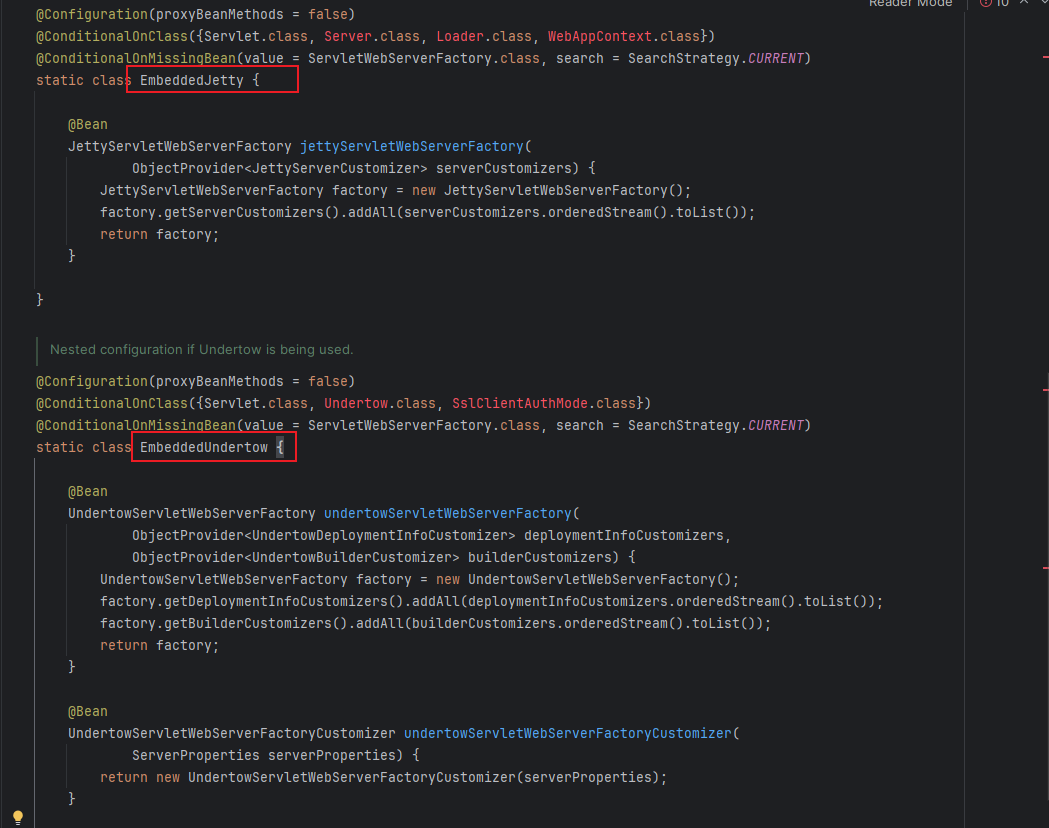 Reader Mode 10
@Configuration(proxyBeanMethods = false)
@ConditionalOnClass({Servlet.class, Server.class, Loader.class, WebAppContext.class})
@ConditionalOnMissingBean(value = ServletWebServerFactory.class, search = SearchStrategy.CURRENT)
static class EmbeddedJetty {
@Bean
JettyServletWebServerFactory jettyServletWebServerFactory(
ObjectProvider<JettyServerCustomizer> serverCustomizers) {
JettyServletWebServerFactory factory = new JettyServletWebServerFactory();
factory.getServerCustomizers().addAll(serverCustomizers.orderedStream().toList());
return factory;
}
}
Nested configuration if Undertow is being used.
@Configuration(proxyBeanMethods = false)
@ConditionalOnClass({Servlet.class, Undertow.class, SslClientAuthMode.class})
@ConditionalOnMissingBean(value = ServletWebServerFactory.class, search = SearchStrategy.CURRENT)
static class EmbeddedUndertow {
@Bean
UndertowServletWebServerFactory undertowServletWebServerFactory(
ObjectProvider<UndertowDeploymentInfoCustomizer> deploymentInfoCustomizers,
ObjectProvider<UndertowBuilderCustomizer> builderCustomizers) {
UndertowServletWebServerFactory factory = new UndertowServletWebServerFactory();
factory.getDeploymentInfoCustomizers().addAll(deploymentInfoCustomizers.orderedStream().toList());
factory.getBuilderCustomizers().addAll(builderCustomizers.orderedStream().toList());
return factory;
}
@Bean
UndertowServletWebServerFactoryCustomizer undertowServletWebServerFactoryCustomizer(
ServerProperties serverProperties) {
return new UndertowServletWebServerFactoryCustomizer(serverProperties);
}